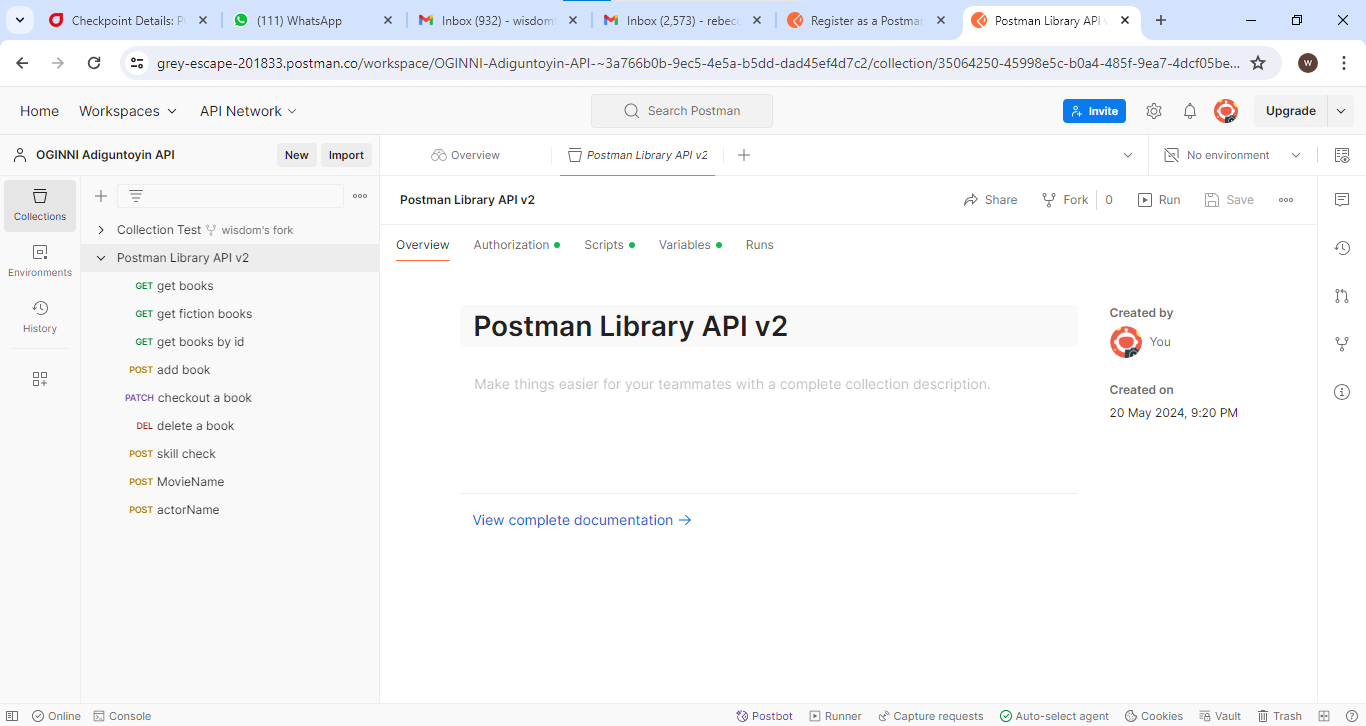 Checkpoint Details: P
(111) WhatsApp
Inbox (932) - wisdom
Inbox (2,573) - rebec
Register as a Postman
Postman Library API v
grey-escape-201833.postman.co/workspace/OGINNI-Adiguntoyin-API-~3a766b0b-9ec5-4e5a-b5dd-dad45ef4d7c2/collection/35064250-45998e5c-b0a4-485f-9ea7-4dcf05be...
W
Home
Workspaces
API Network
Search Postman
Invite
Upgrade
OGINNI Adiguntoyin API
New
Import
Overview
Postman Library API v2
No environment
Collections
Environments
History
Collection Test
wisdom's fork
Postman Library API v2
GET get books
GET get fiction books
GET get books by id
POST add book
PATCH checkout a book
DEL delete a book
POST skill check
POST MovieName
POST actorName
Postman Library API v2
Share
Fork
0
Run
Save
Overview
Authorization
Scripts
Variables
Runs
Postman Library API v2
Make things easier for your teammates with a complete collection description.
View complete documentation
Created by
You
Created on
20 May 2024, 9:20 PM
Online
Console
Postbot
Runner
Capture requests
Auto-select agent
Cookies
Vault
Trash